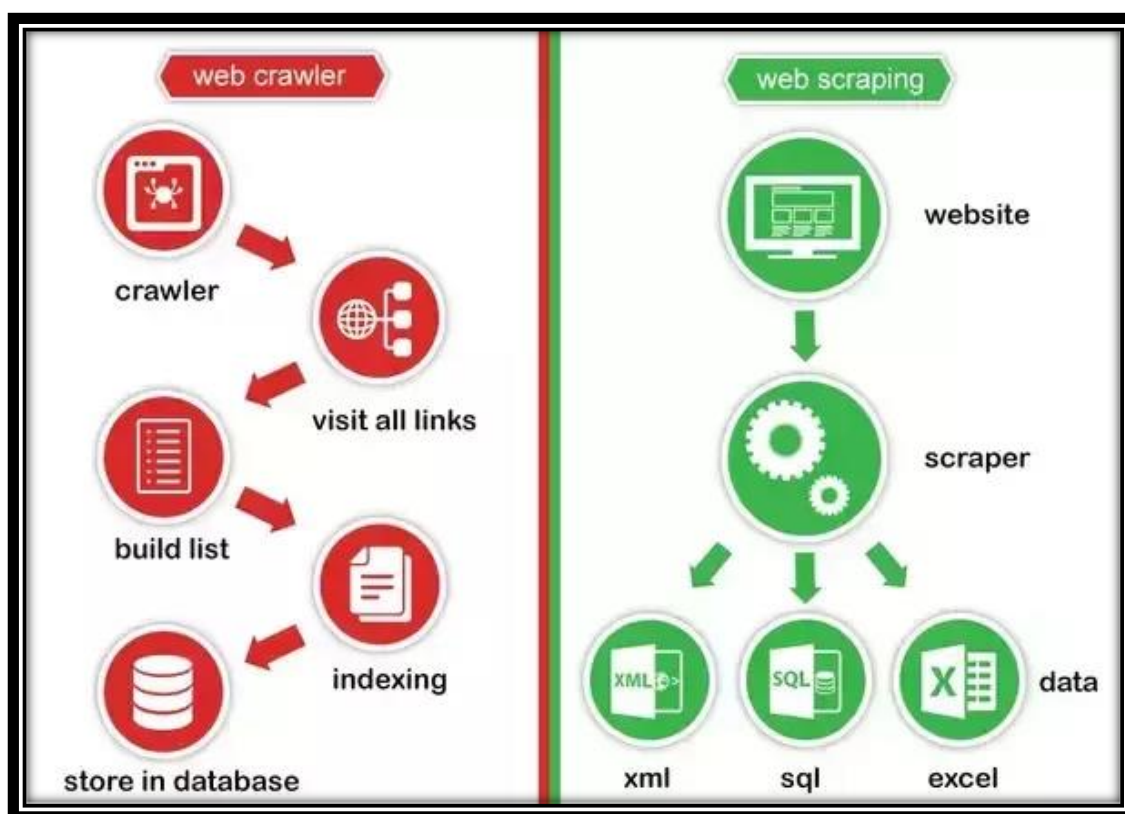 web crawler
crawler
visit all links
build list
indexing
store in database
web scraping
website
scraper
XML
SQL
X
data
xml
sql
excel